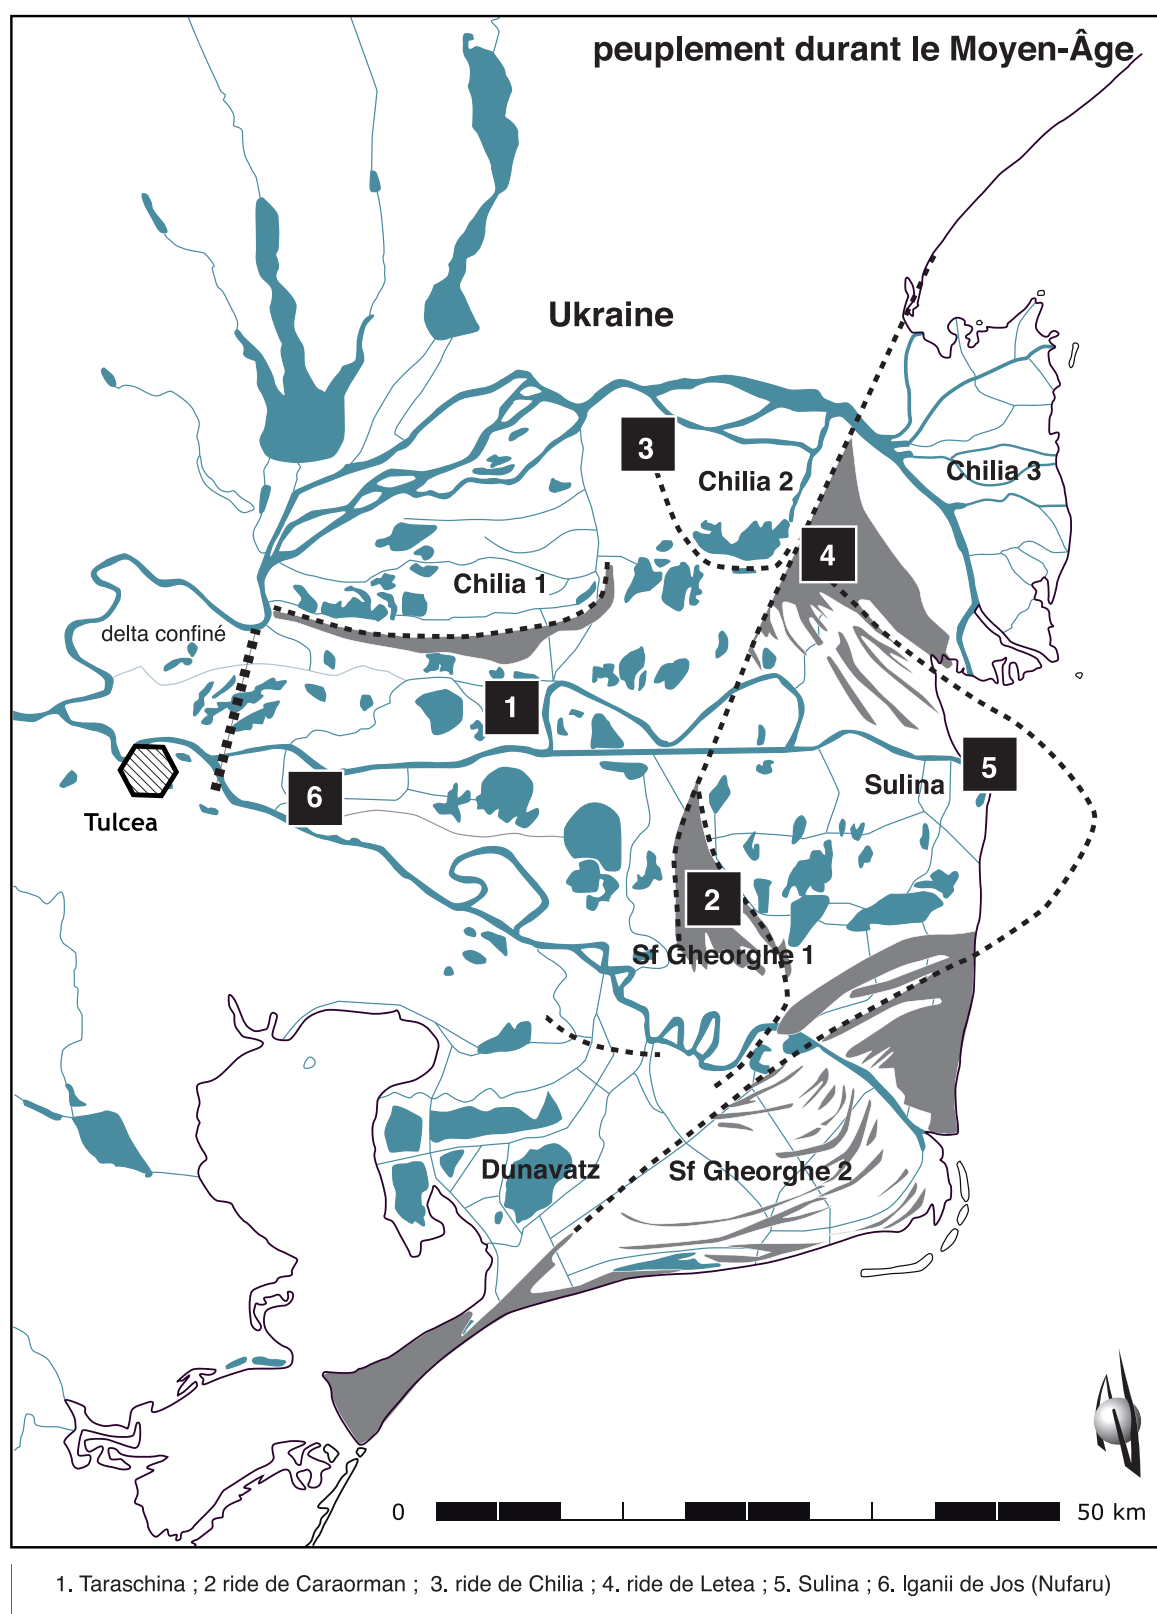 peuplement durant le Moyen-Âge
Ukraine
3
Chilia 2
Chilia 3
4
Chilia 1
delta confiné
1
5
Sulina
6
Tulcea
2
Sf Gheorghe 1
Dunavatz
Sf Gheorghe 2
0
50 km
1. Taraschina ; 2 ride de Caraorman ; 3. ride de Chilia ; 4. ride de Letea ; 5. Sulina ; 6. Iganii de Jos (Nufaru)